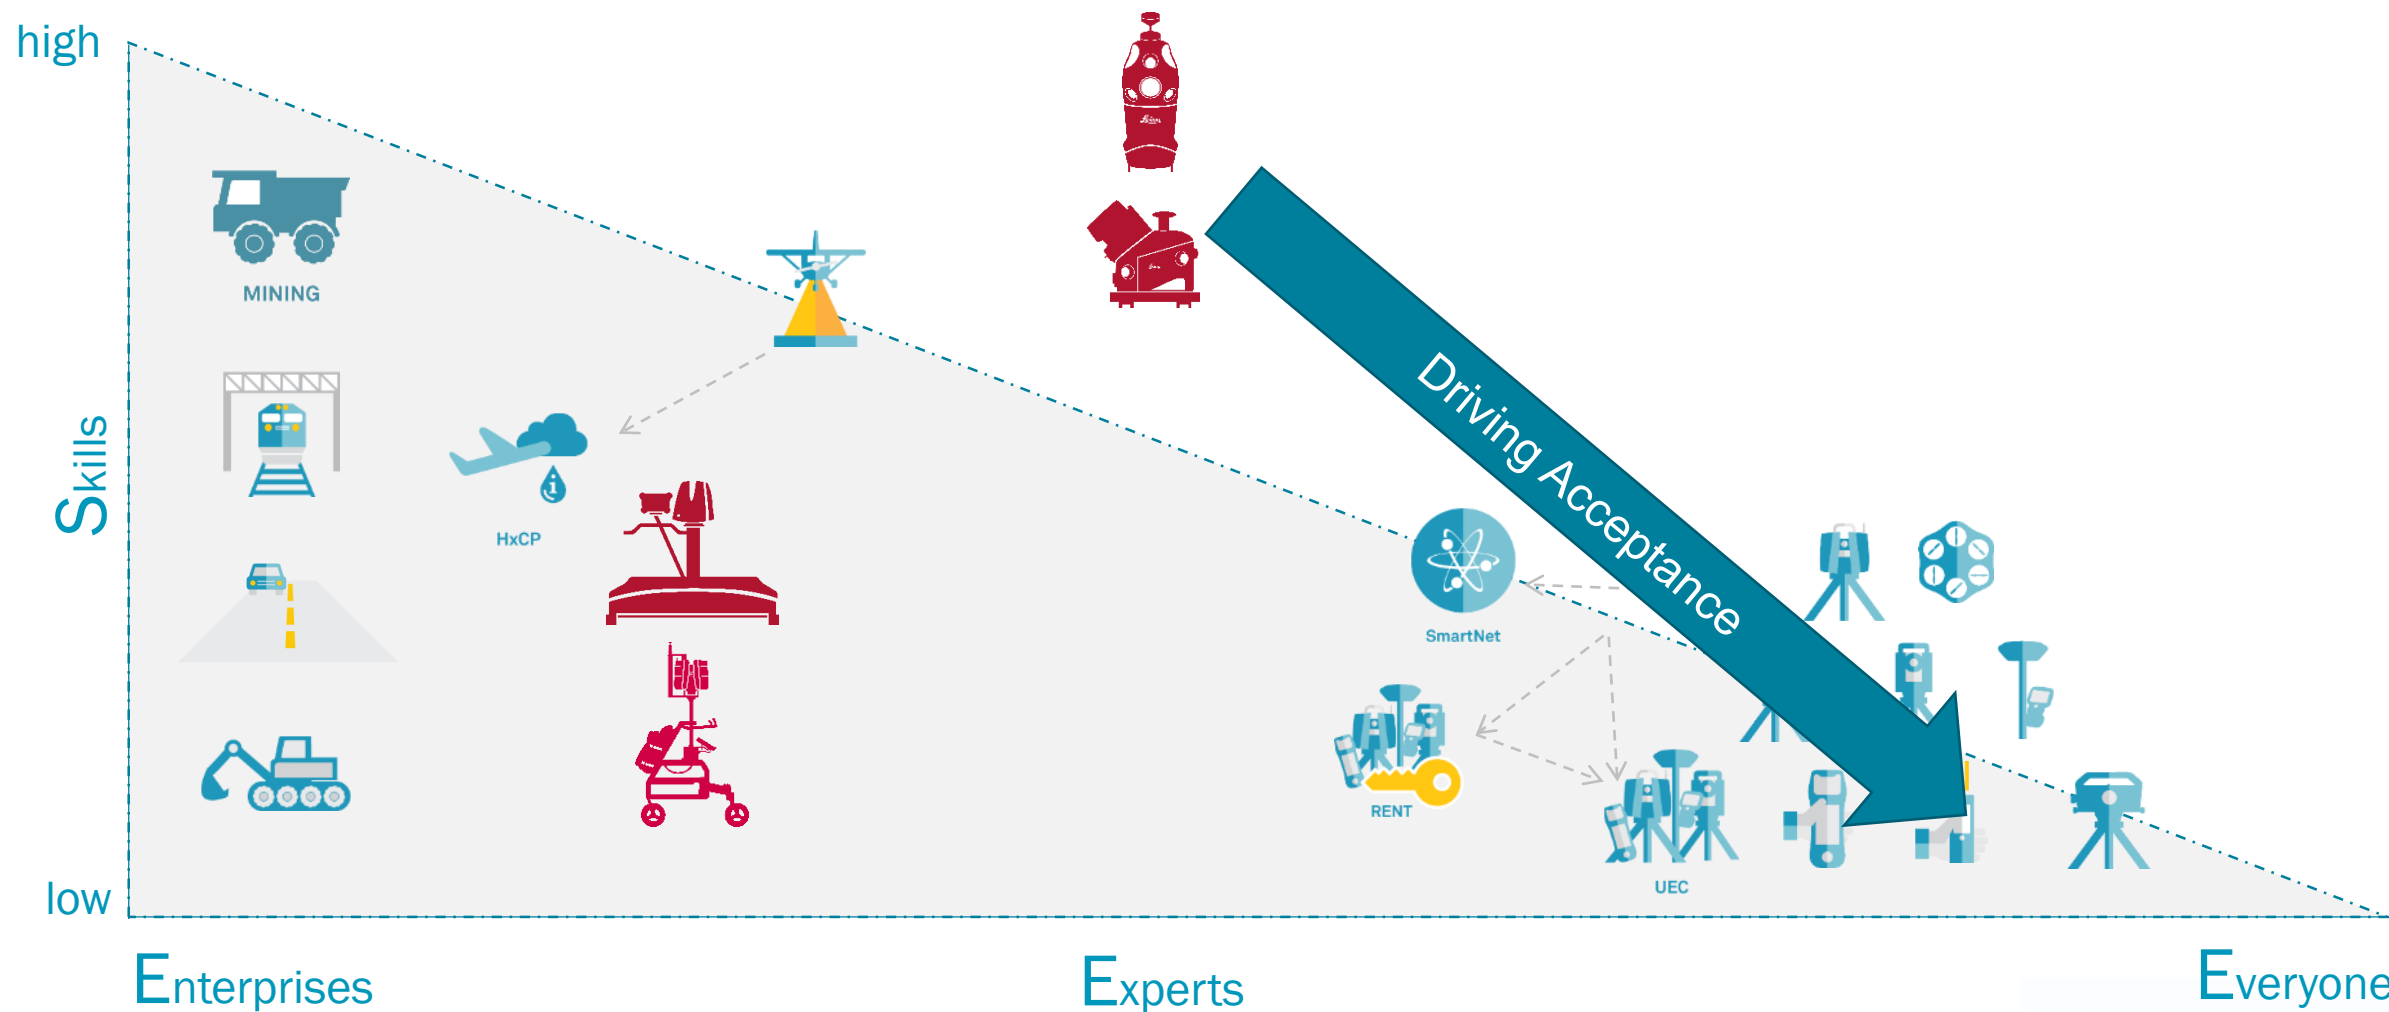 high
MINING
Skills
HxCP
Driving Acceptance
SmartNet
RENT
UEC
low
Enterprises
Experts
Everyone